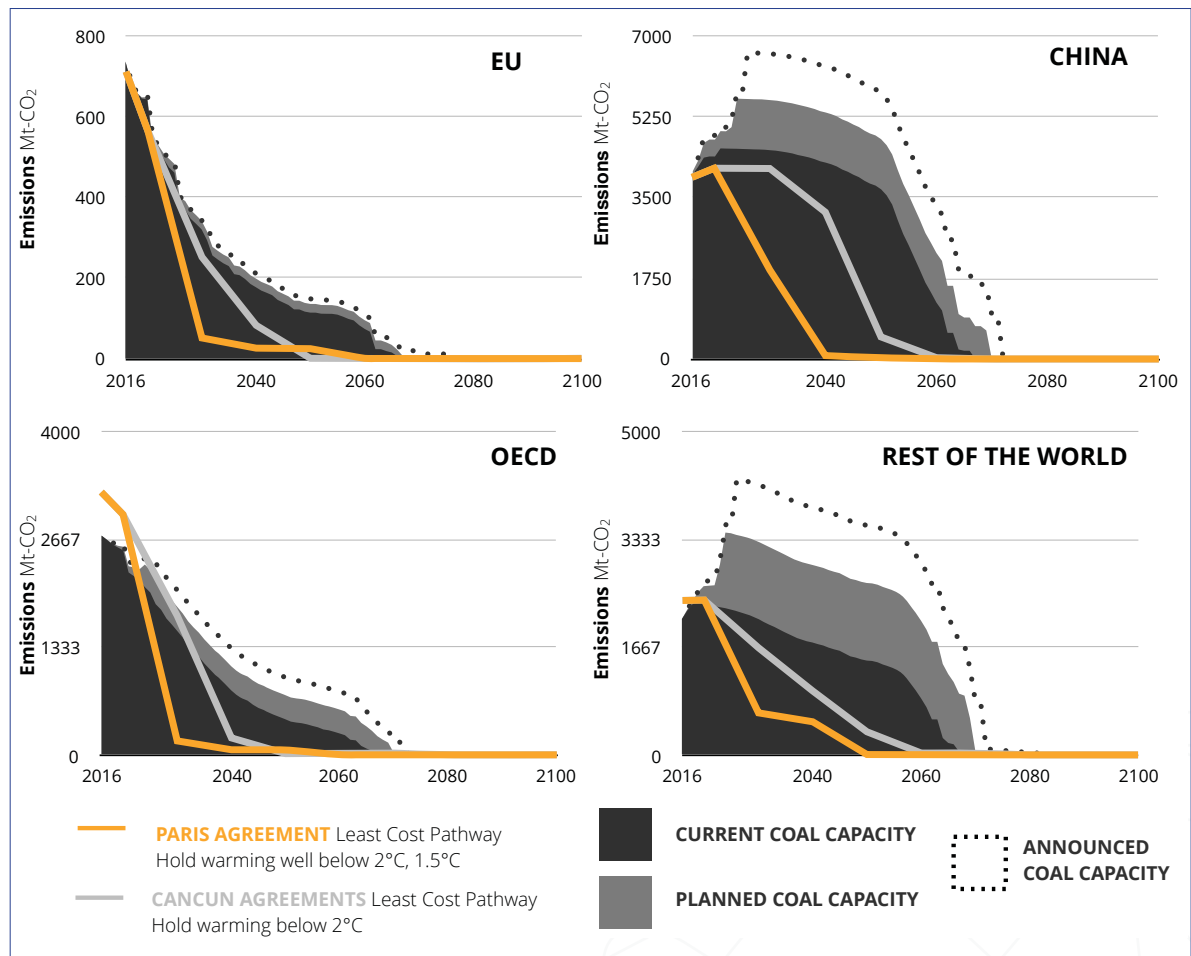 EU
Emissions Mt-CO₂
800
600
400
200
0
2016 2040 2060 2080 2100
CHINA
Emissions Mt-CO₂
7000
5250
3500
1750
0
2016 2040 2060 2080 2100
OECD
Emissions Mt-CO₂
4000
2667
1333
0
2016 2040 2060 2080 2100
REST OF THE WORLD
Emissions Mt-CO₂
5000
3333
1667
0
2016 2040 2060 2080 2100
PARIS AGREEMENT Least Cost Pathway
Hold warming well below 2°C, 1.5°C
CANCUN AGREEMENTS Least Cost Pathway
Hold warming below 2°C
CURRENT COAL CAPACITY
PLANNED COAL CAPACITY
ANNOUNCED
COAL CAPACITY